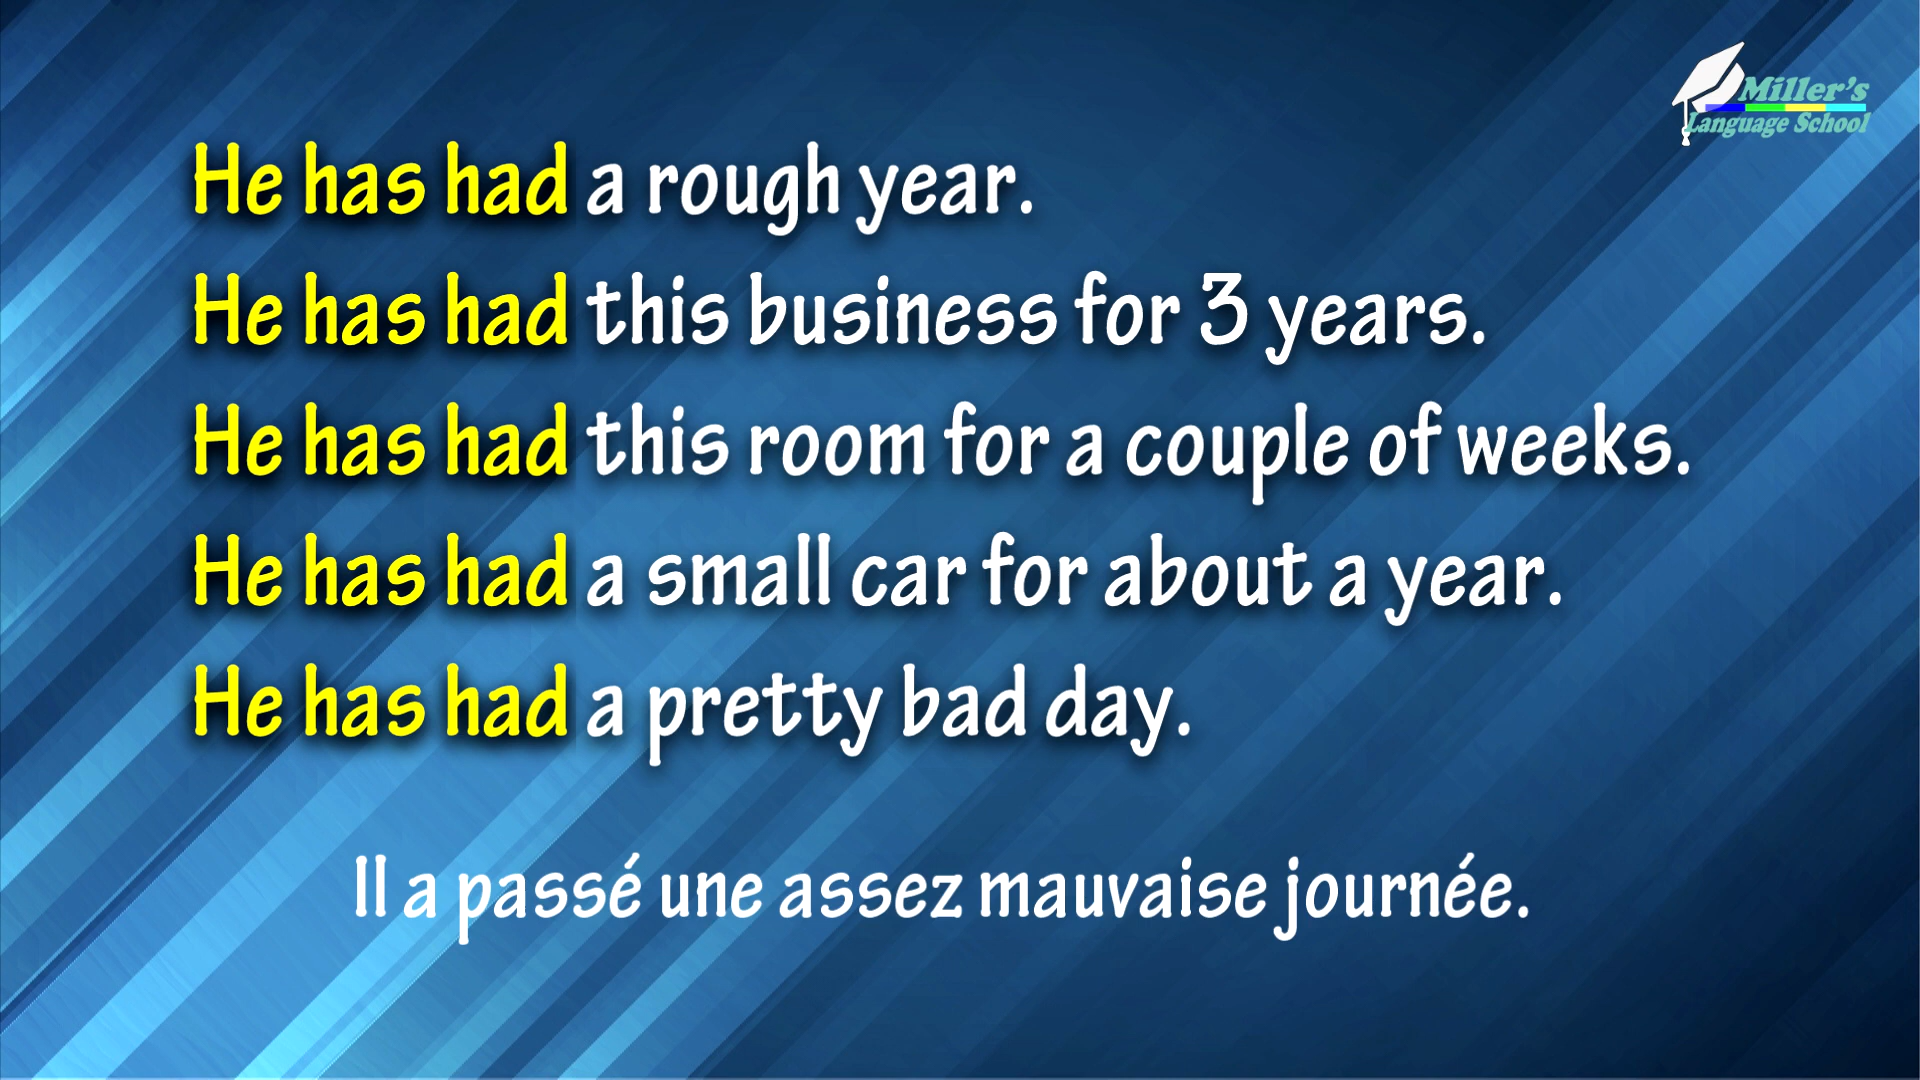 Miller's
Language School
He has had a rough year.
He has had this business for 3 years.
He has had this room for a couple of weeks.
He has had a small car for about a year.
He has had a pretty bad day.
Il a passé une assez mauvaise journée.